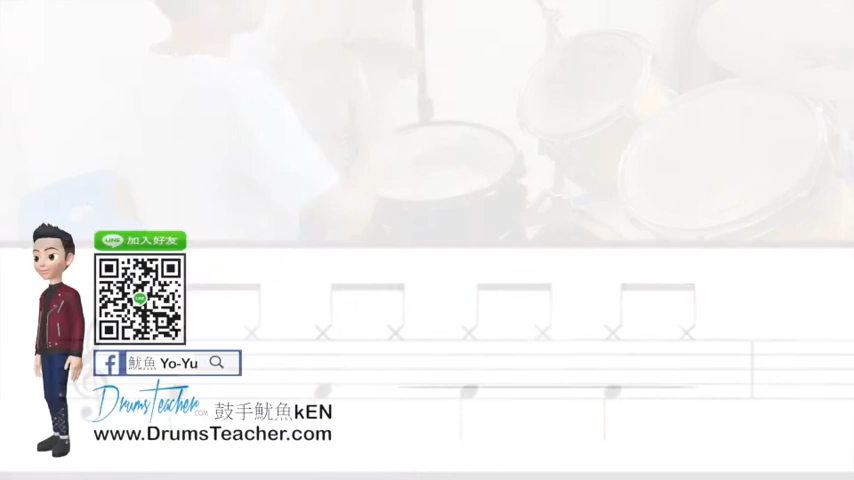 LINE 加入好友
f 魷魚 Yo-Yu
DrumsTeacher.COM 鼓手魷魚kEN
www.DrumsTeacher.com